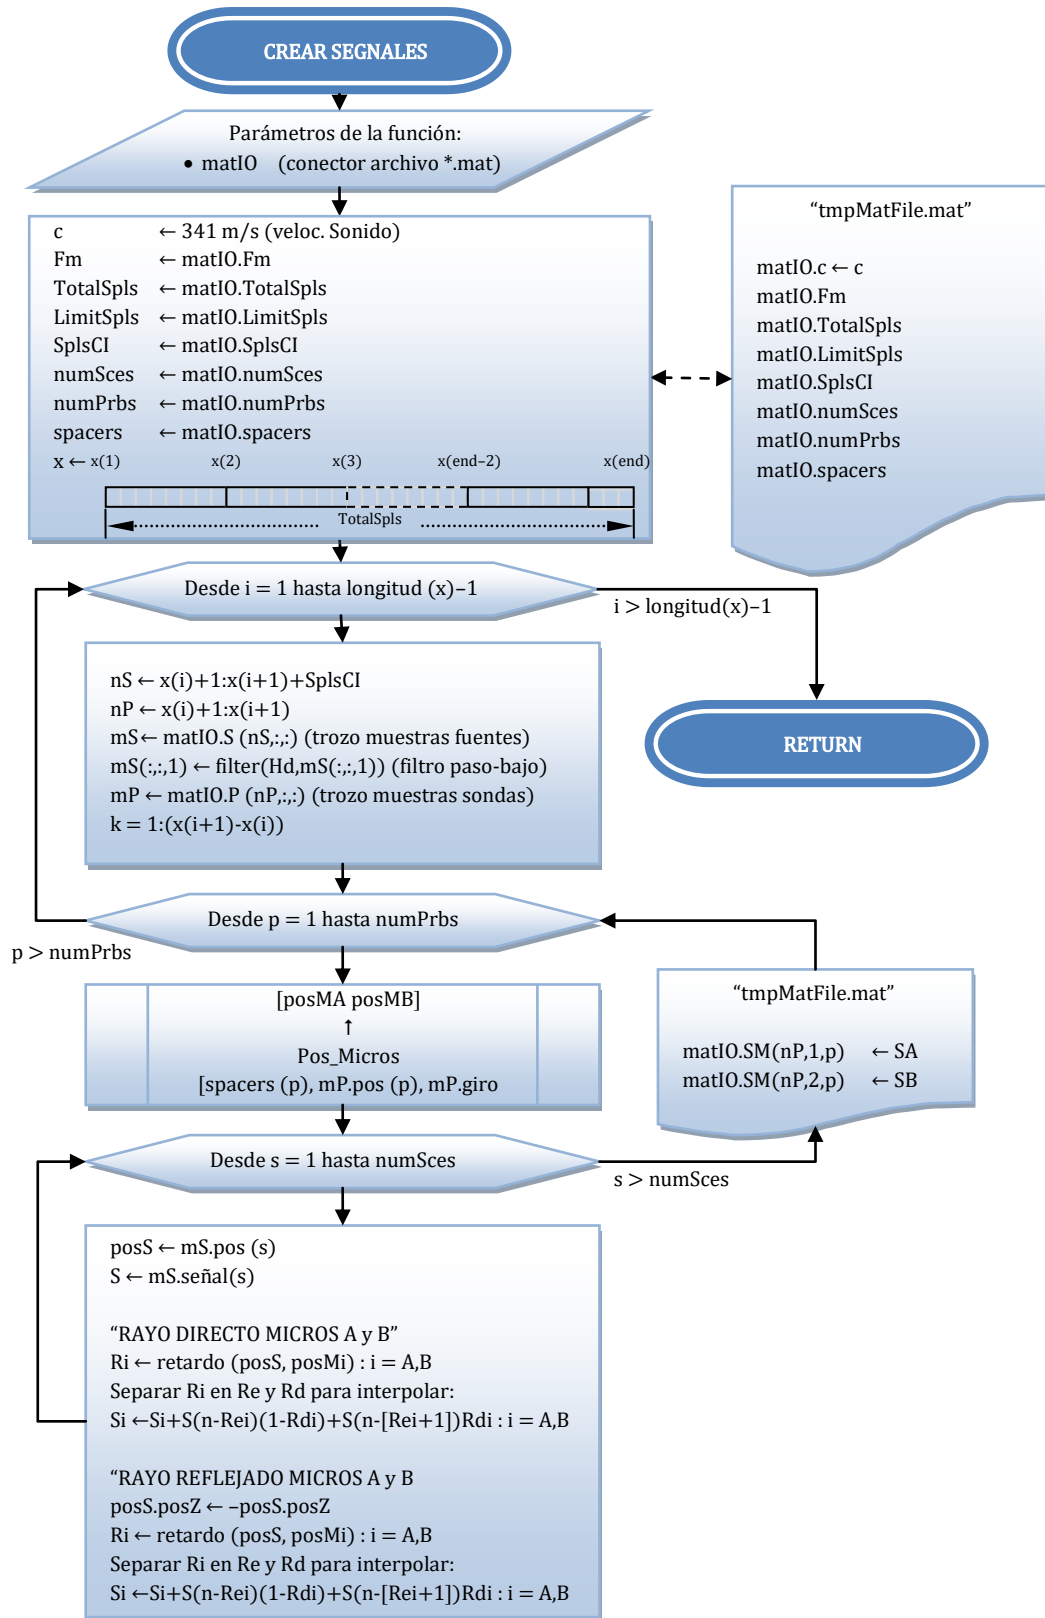 CREAR SEGNALES
Parámetros de la función:
• matIO (conector archivo *.mat)
c ← 341 m/s (veloc. Sonido)
Fm ← matIO.Fm
TotalSpls ← matIO.TotalSpls
LimitSpls ← matIO.LimitSpls
SplsCI ← matIO.SplsCI
numSces ← matIO.numSces
numPrbs ← matIO.numPrbs
spacers ← matIO.spacers
x ← x(1) x(2) x(3) x(end–2) x(end)
TotalSpls
“tmpMatFile.mat”
matIO.c ← c
matIO.Fm
matIO.TotalSpls
matIO.LimitSpls
matIO.SplsCI
matIO.numSces
matIO.numPrbs
matIO.spacers
Desde i = 1 hasta longitud (x)–1
i > longitud(x)–1
nS ← x(i)+1:x(i+1)+SplsCI
nP ← x(i)+1:x(i+1)
mS← matIO.S (nS,:,:) (trozo muestras fuentes)
mS(:,:,1) ← filter(Hd,mS(:,:,1)) (filtro paso-bajo)
mP ← matIO.P (nP,:,:) (trozo muestras sondas)
k = 1:(x(i+1)-x(i))
RETURN
Desde p = 1 hasta numPrbs
p > numPrbs
[posMA posMB]
↑
Pos_Micros
[spacers (p), mP.pos (p), mP.giro
“tmpMatFile.mat”
matIO.SM(nP,1,p) ← SA
matIO.SM(nP,2,p) ← SB
Desde s = 1 hasta numSces
s > numSces
posS ← mS.pos (s)
S ← mS.señal(s)
“RAYO DIRECTO MICROS A y B”
Ri ← retardo (posS, posMi) : i = A,B
Separar Ri en Re y Rd para interpolar:
Si ←Si+S(n-Rei)(1-Rdi)+S(n-[Rei+1])Rdi : i = A,B
“RAYO REFLEJADO MICROS A y B
posS.posZ ← –posS.posZ
Ri ← retardo (posS, posMi) : i = A,B
Separar Ri en Re y Rd para interpolar:
Si ←Si+S(n-Rei)(1-Rdi)+S(n-[Rei+1])Rdi : i = A,B